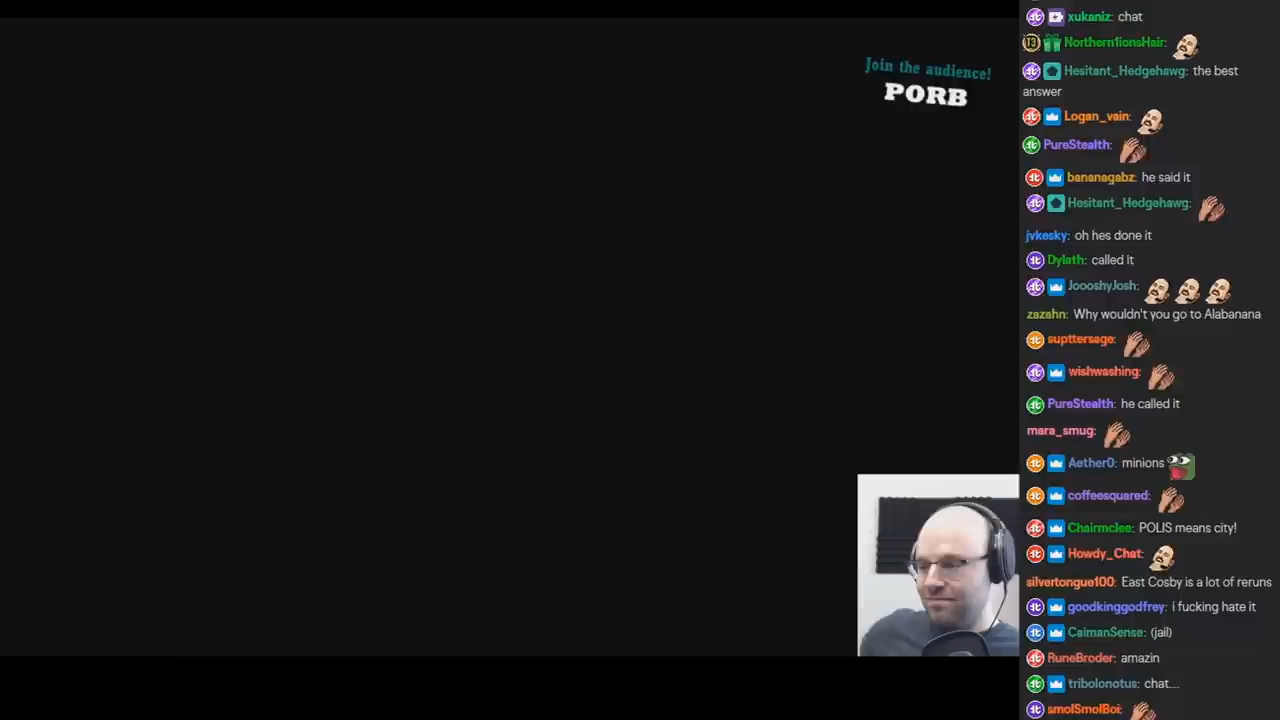 Join the audience!
PORB
xukaniz: chat
Northern1ionsHair:
Hesitant_Hedgehawg: the best
answer
Logan_vain:
PureStealth:
bananagabz: he said it
Hesitant_Hedgehawg:
jvkesky: oh hes done it
Dylath: called it
JoooshyJosh:
zazahn: Why wouldn't you go to Alabanana
supttersage:
wishwashing:
PureStealth: he called it
mara_smug:
Aether0: minions
coffeesquared:
Chairmclee: POLIS means city!
Howdy_Chat:
silvertongue100: East Cosby is a lot of reruns
goodkinggodfrey: i fucking hate it
CaimanSense: (jail)
RuneBroder: amazin
tribolonotus: chat....
smolSmolBoi: